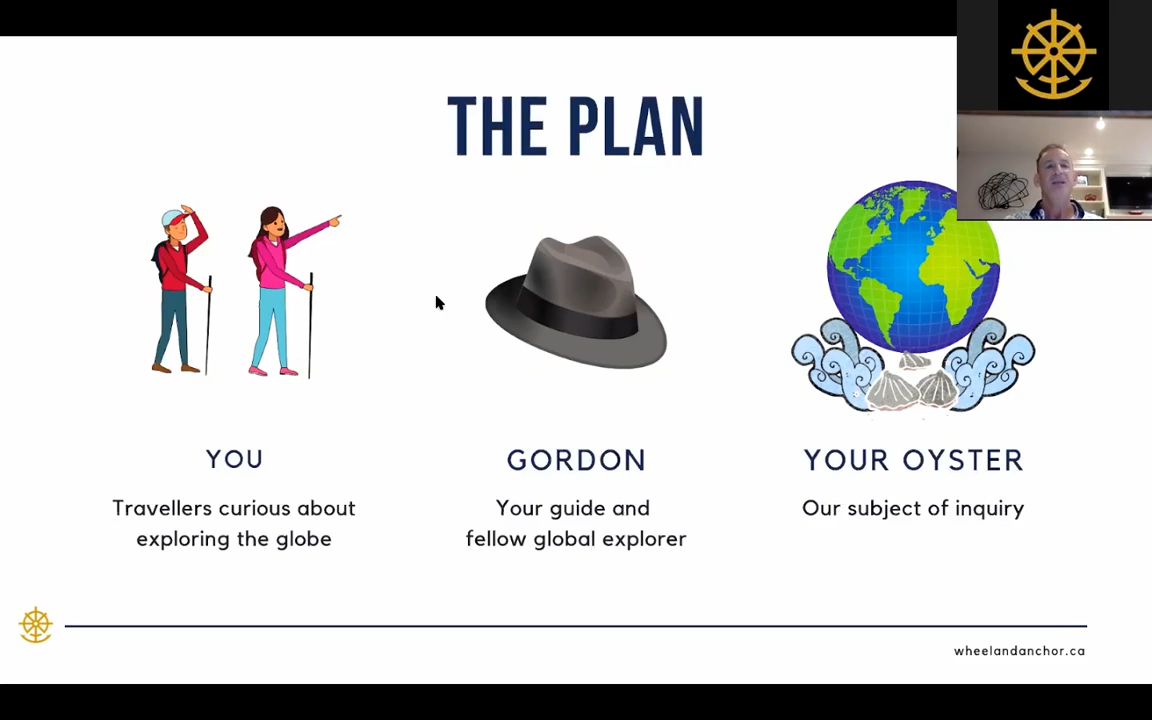 THE PLAN
YOU
Travellers curious about
exploring the globe
GORDON
Your guide and
fellow global explorer
YOUR OYSTER
Our subject of inquiry
wheelandanchor.ca